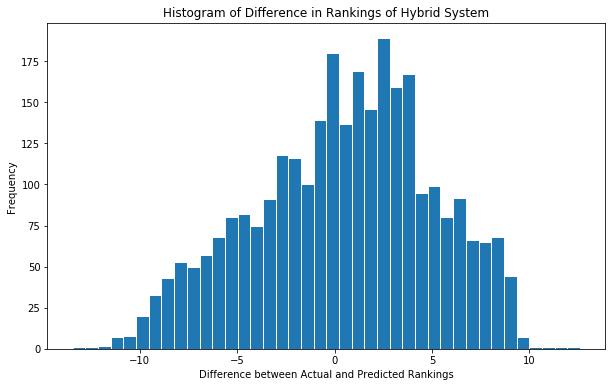 Histogram of Difference in Rankings of Hybrid System
175
150
125
100
75
50
25
0
Frequency
−10 −5 0 5 10
Difference between Actual and Predicted Rankings